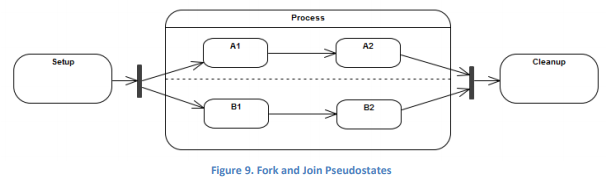 Process
Setup
A1
A2
Cleanup
B1
B2
Figure 9. Fork and Join Pseudostates